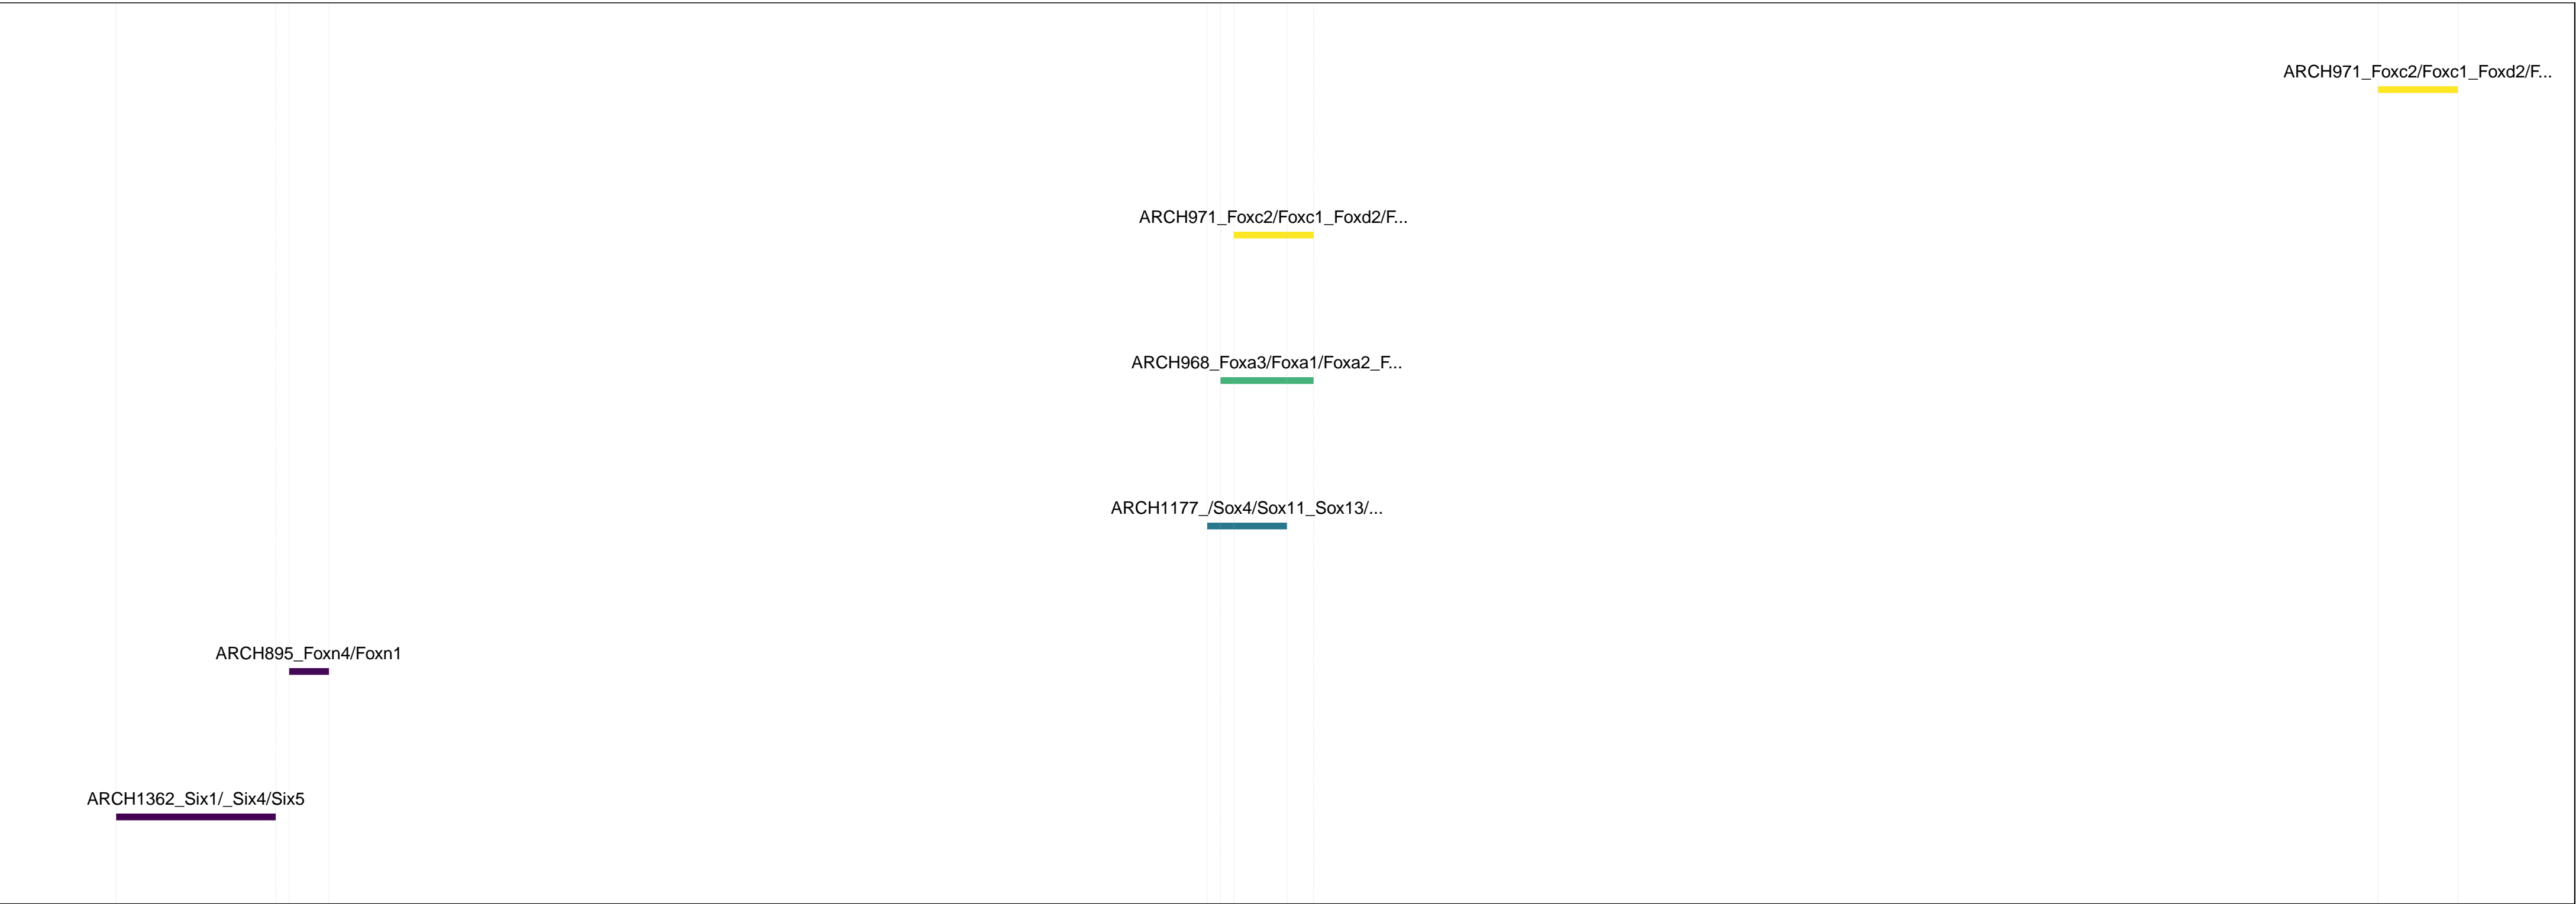 ARCH971_Foxc2/Foxc1_Foxd2/F...
ARCH971_Foxc2/Foxc1_Foxd2/F...
ARCH968_Foxa3/Foxa1/Foxa2_F...
ARCH1177_/Sox4/Sox11_Sox13/...
ARCH895_Foxn4/Foxn1
ARCH1362_Six1/_Six4/Six5